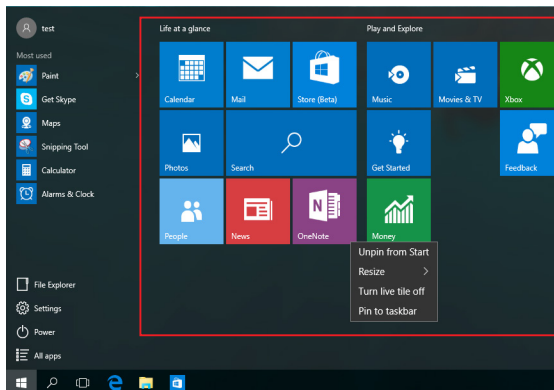 test
Most used
Paint
Get Skype
Maps
Snipping Tool
Calculator
Alarms & Clock
File Explorer
Settings
Power
All apps
Life at a glance
Play and Explore
Calendar
Mail
Store (Beta)
Music
Movies & TV
Xbox
Photos
Search
Get Started
Feedback
People
News
OneNote
Money
Unpin from Start
Resize
Turn live tile off
Pin to taskbar